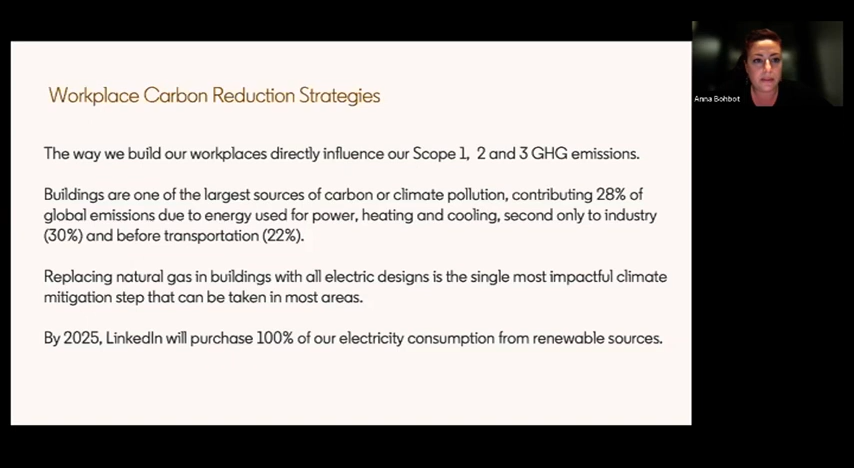 Workplace Carbon Reduction Strategies
The way we build our workplaces directly influence our Scope 1, 2 and 3 GHG emissions.
Buildings are one of the largest sources of carbon or climate pollution, contributing 28% of
global emissions due to energy used for power, heating and cooling, second only to industry
(30%) and before transportation (22%).
Replacing natural gas in buildings with all electric designs is the single most impactful climate
mitigation step that can be taken in most areas.
By 2025, LinkedIn will purchase 100% of our electricity consumption from renewable sources.
Anna Bohbot